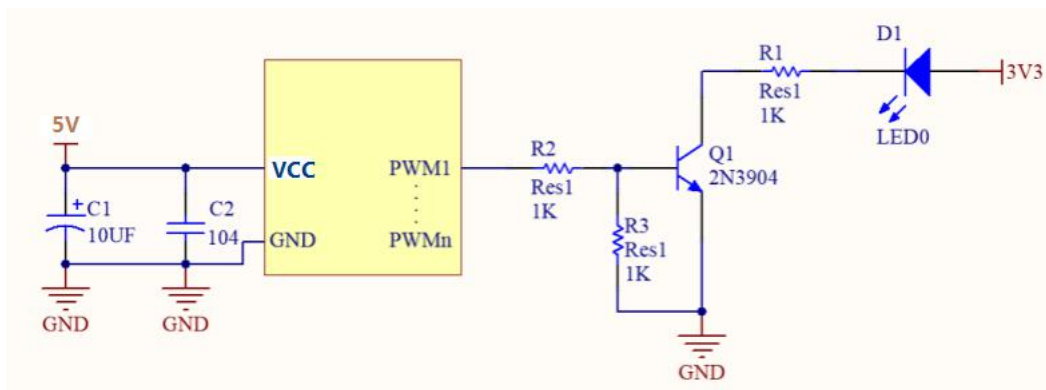 5V
C1
10UF
C2
104
GND
GND
VCC
GND
PWM1
PWMn
R2
Res1
1K
R3
Res1
1K
Q1
2N3904
GND
R1
Res1
1K
D1
LED0
3V3